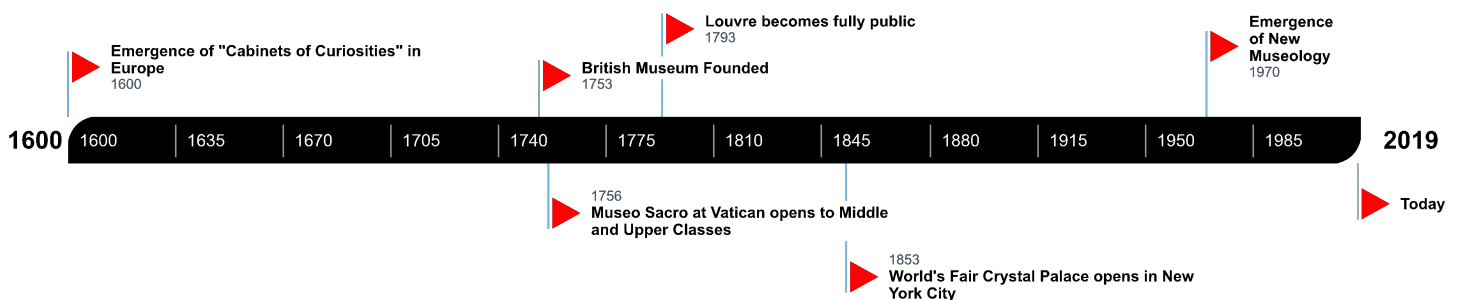 Louvre becomes fully public
1793
Emergence
of New
Museology
1970
Emergence of "Cabinets of Curiosities" in
Europe
1600
British Museum Founded
1753
1600
1600 1635 1670 1705 1740 1775 1810 1845 1880 1915 1950 1985
2019
1756
Museo Sacro at Vatican opens to Middle
and Upper Classes
Today
1853
World's Fair Crystal Palace opens in New
York City